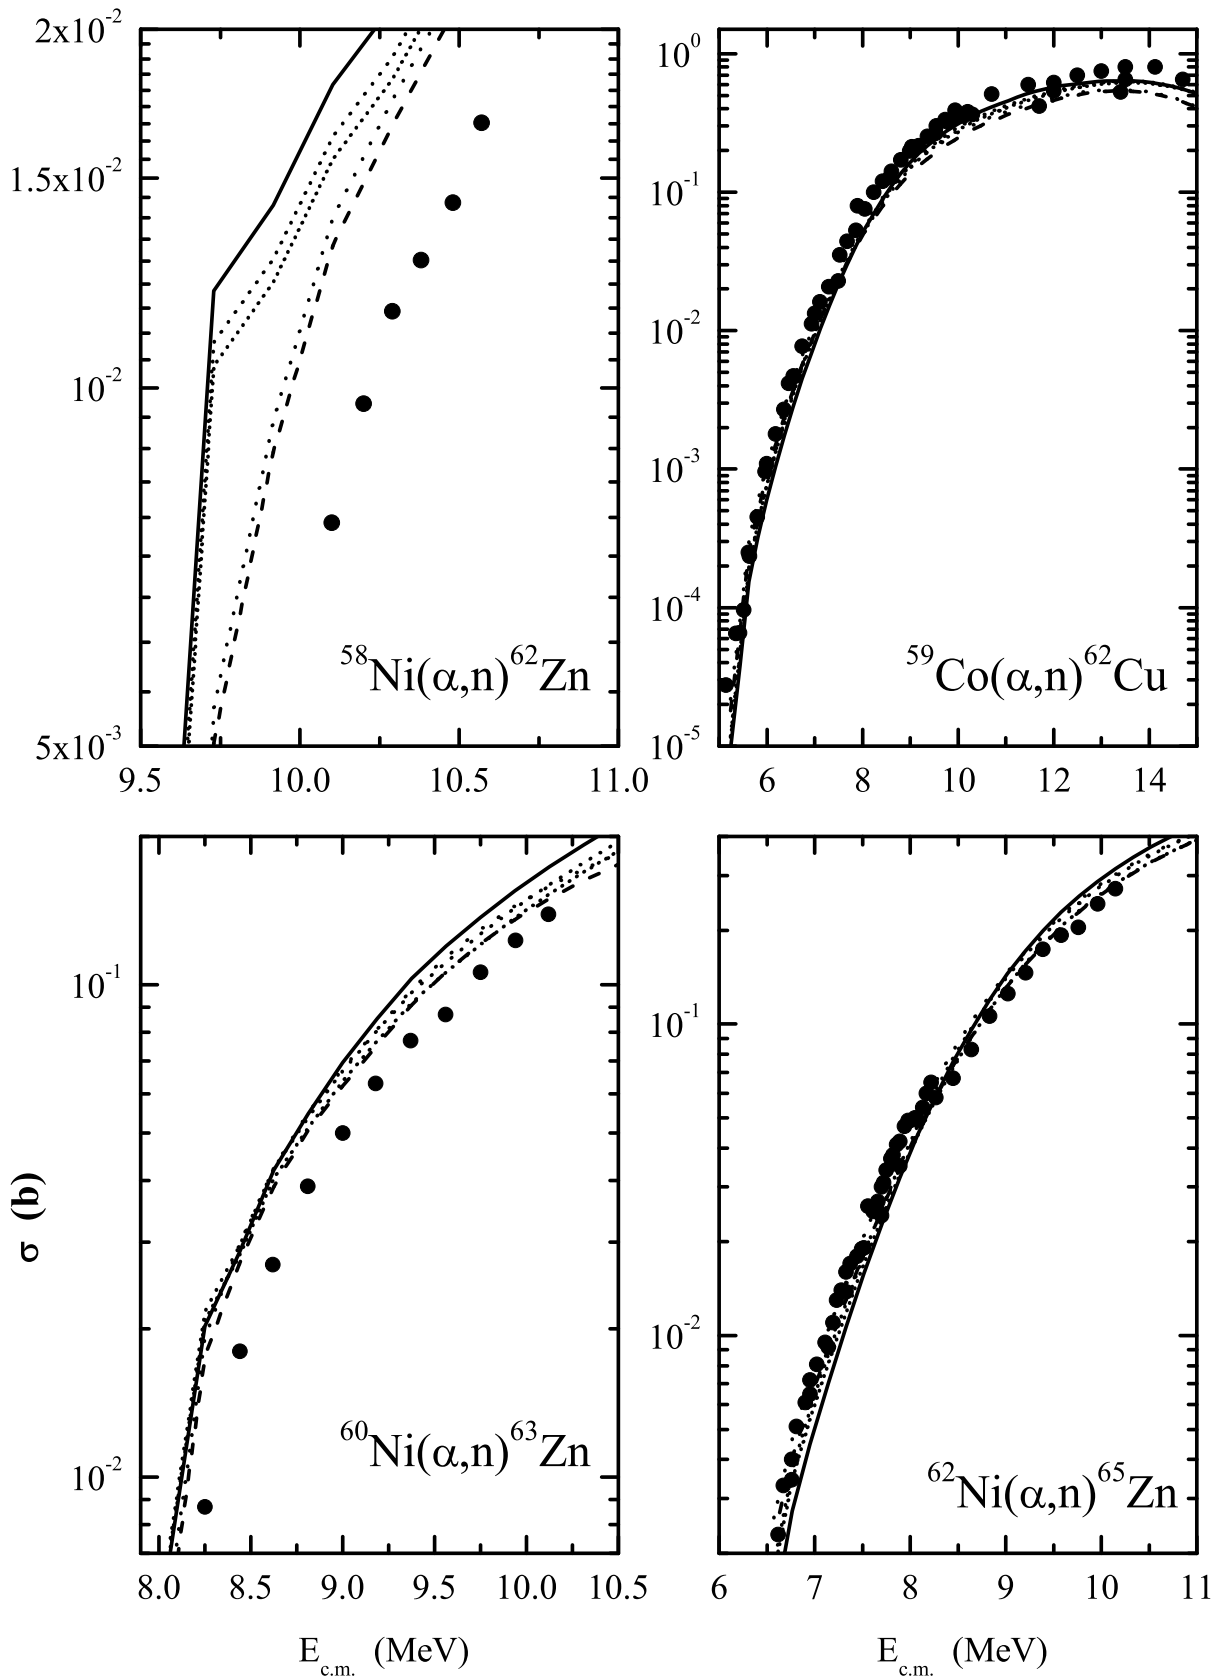 2x10⁻²
1.5x10⁻²
10⁻²
5x10⁻³
9.5 10.0 10.5 11.0
⁵⁸Ni(α,n)⁶²Zn
10⁰
10⁻¹
10⁻²
10⁻³
10⁻⁴
10⁻⁵
6 8 10 12 14
⁵⁹Co(α,n)⁶²Cu
10⁻¹
10⁻²
8.0 8.5 9.0 9.5 10.0 10.5
⁶⁰Ni(α,n)⁶³Zn
σ (b)
E_c.m. (MeV)
10⁻¹
10⁻²
6 7 8 9 10 11
⁶²Ni(α,n)⁶⁵Zn
E_c.m. (MeV)